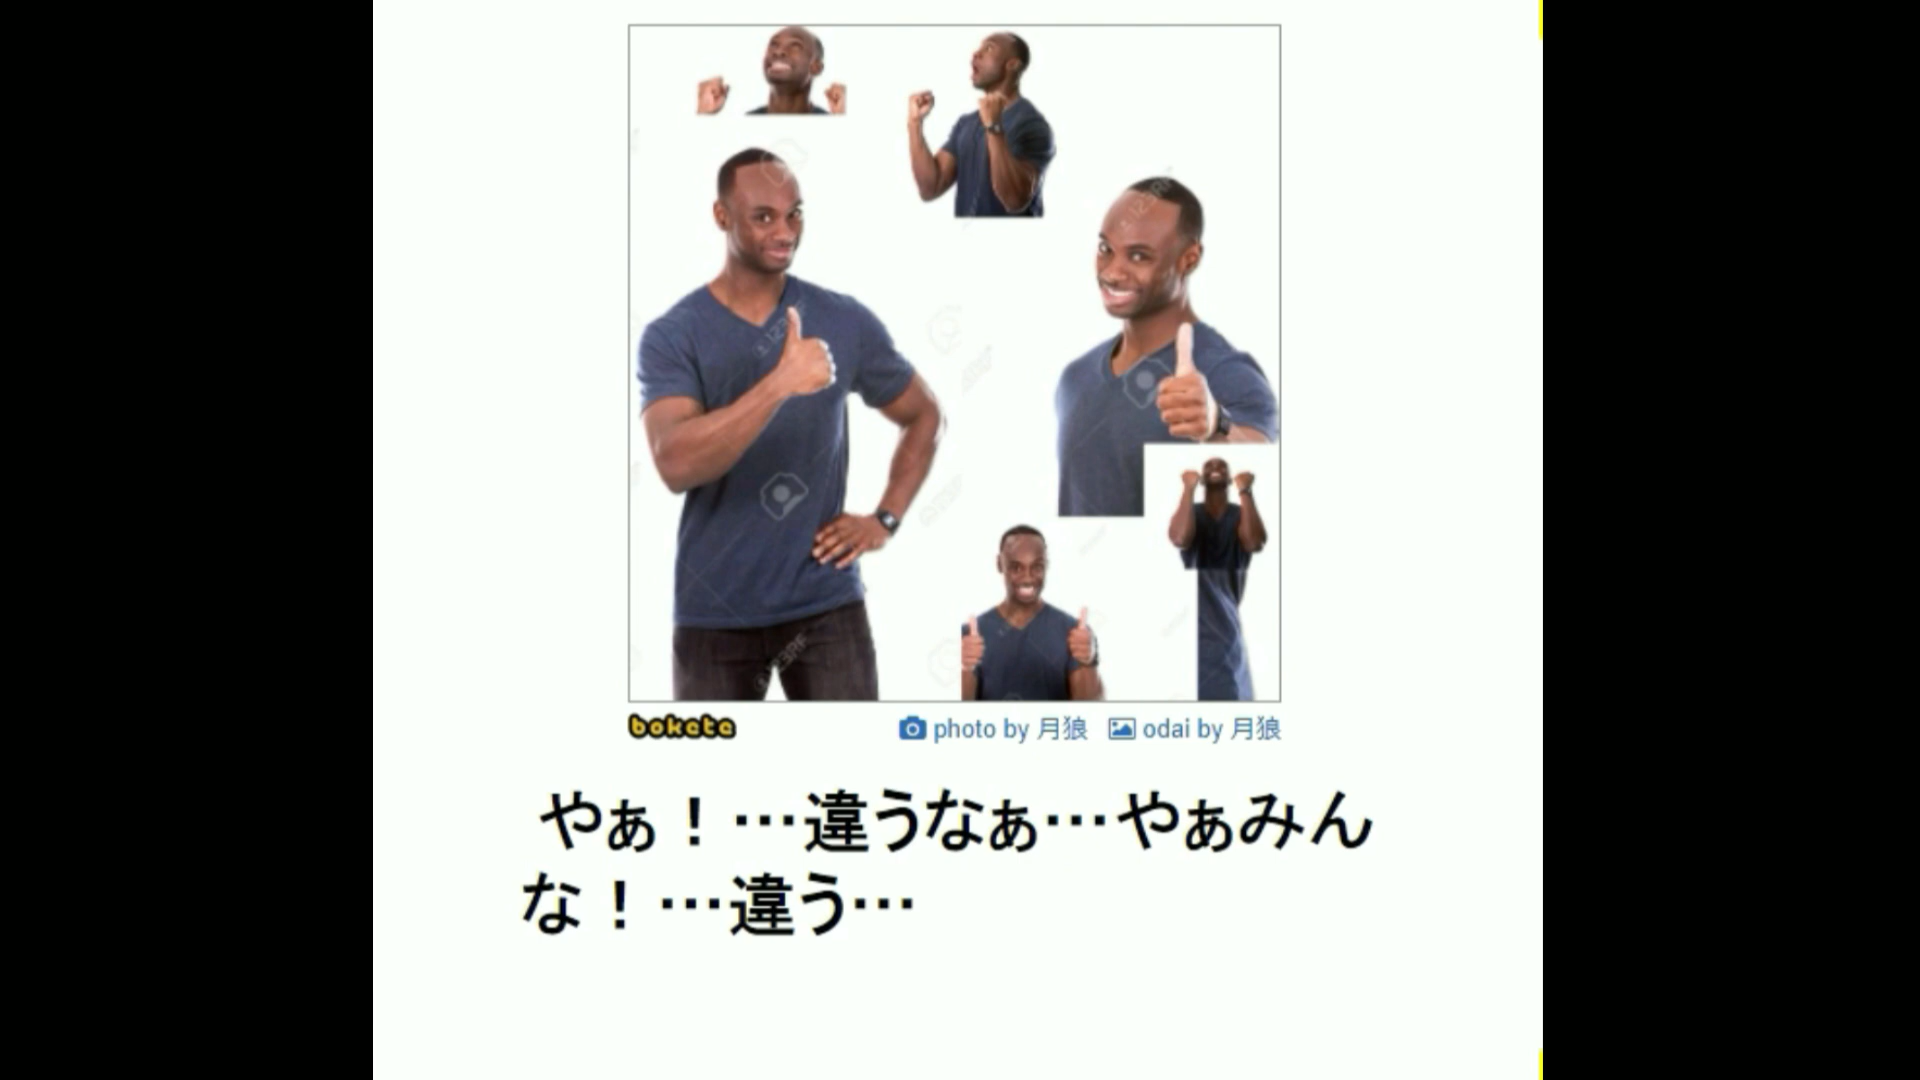 bokete
photo by 月狼 odai by 月狼
やぁ！…違うなぁ…やぁみん
な！…違う…